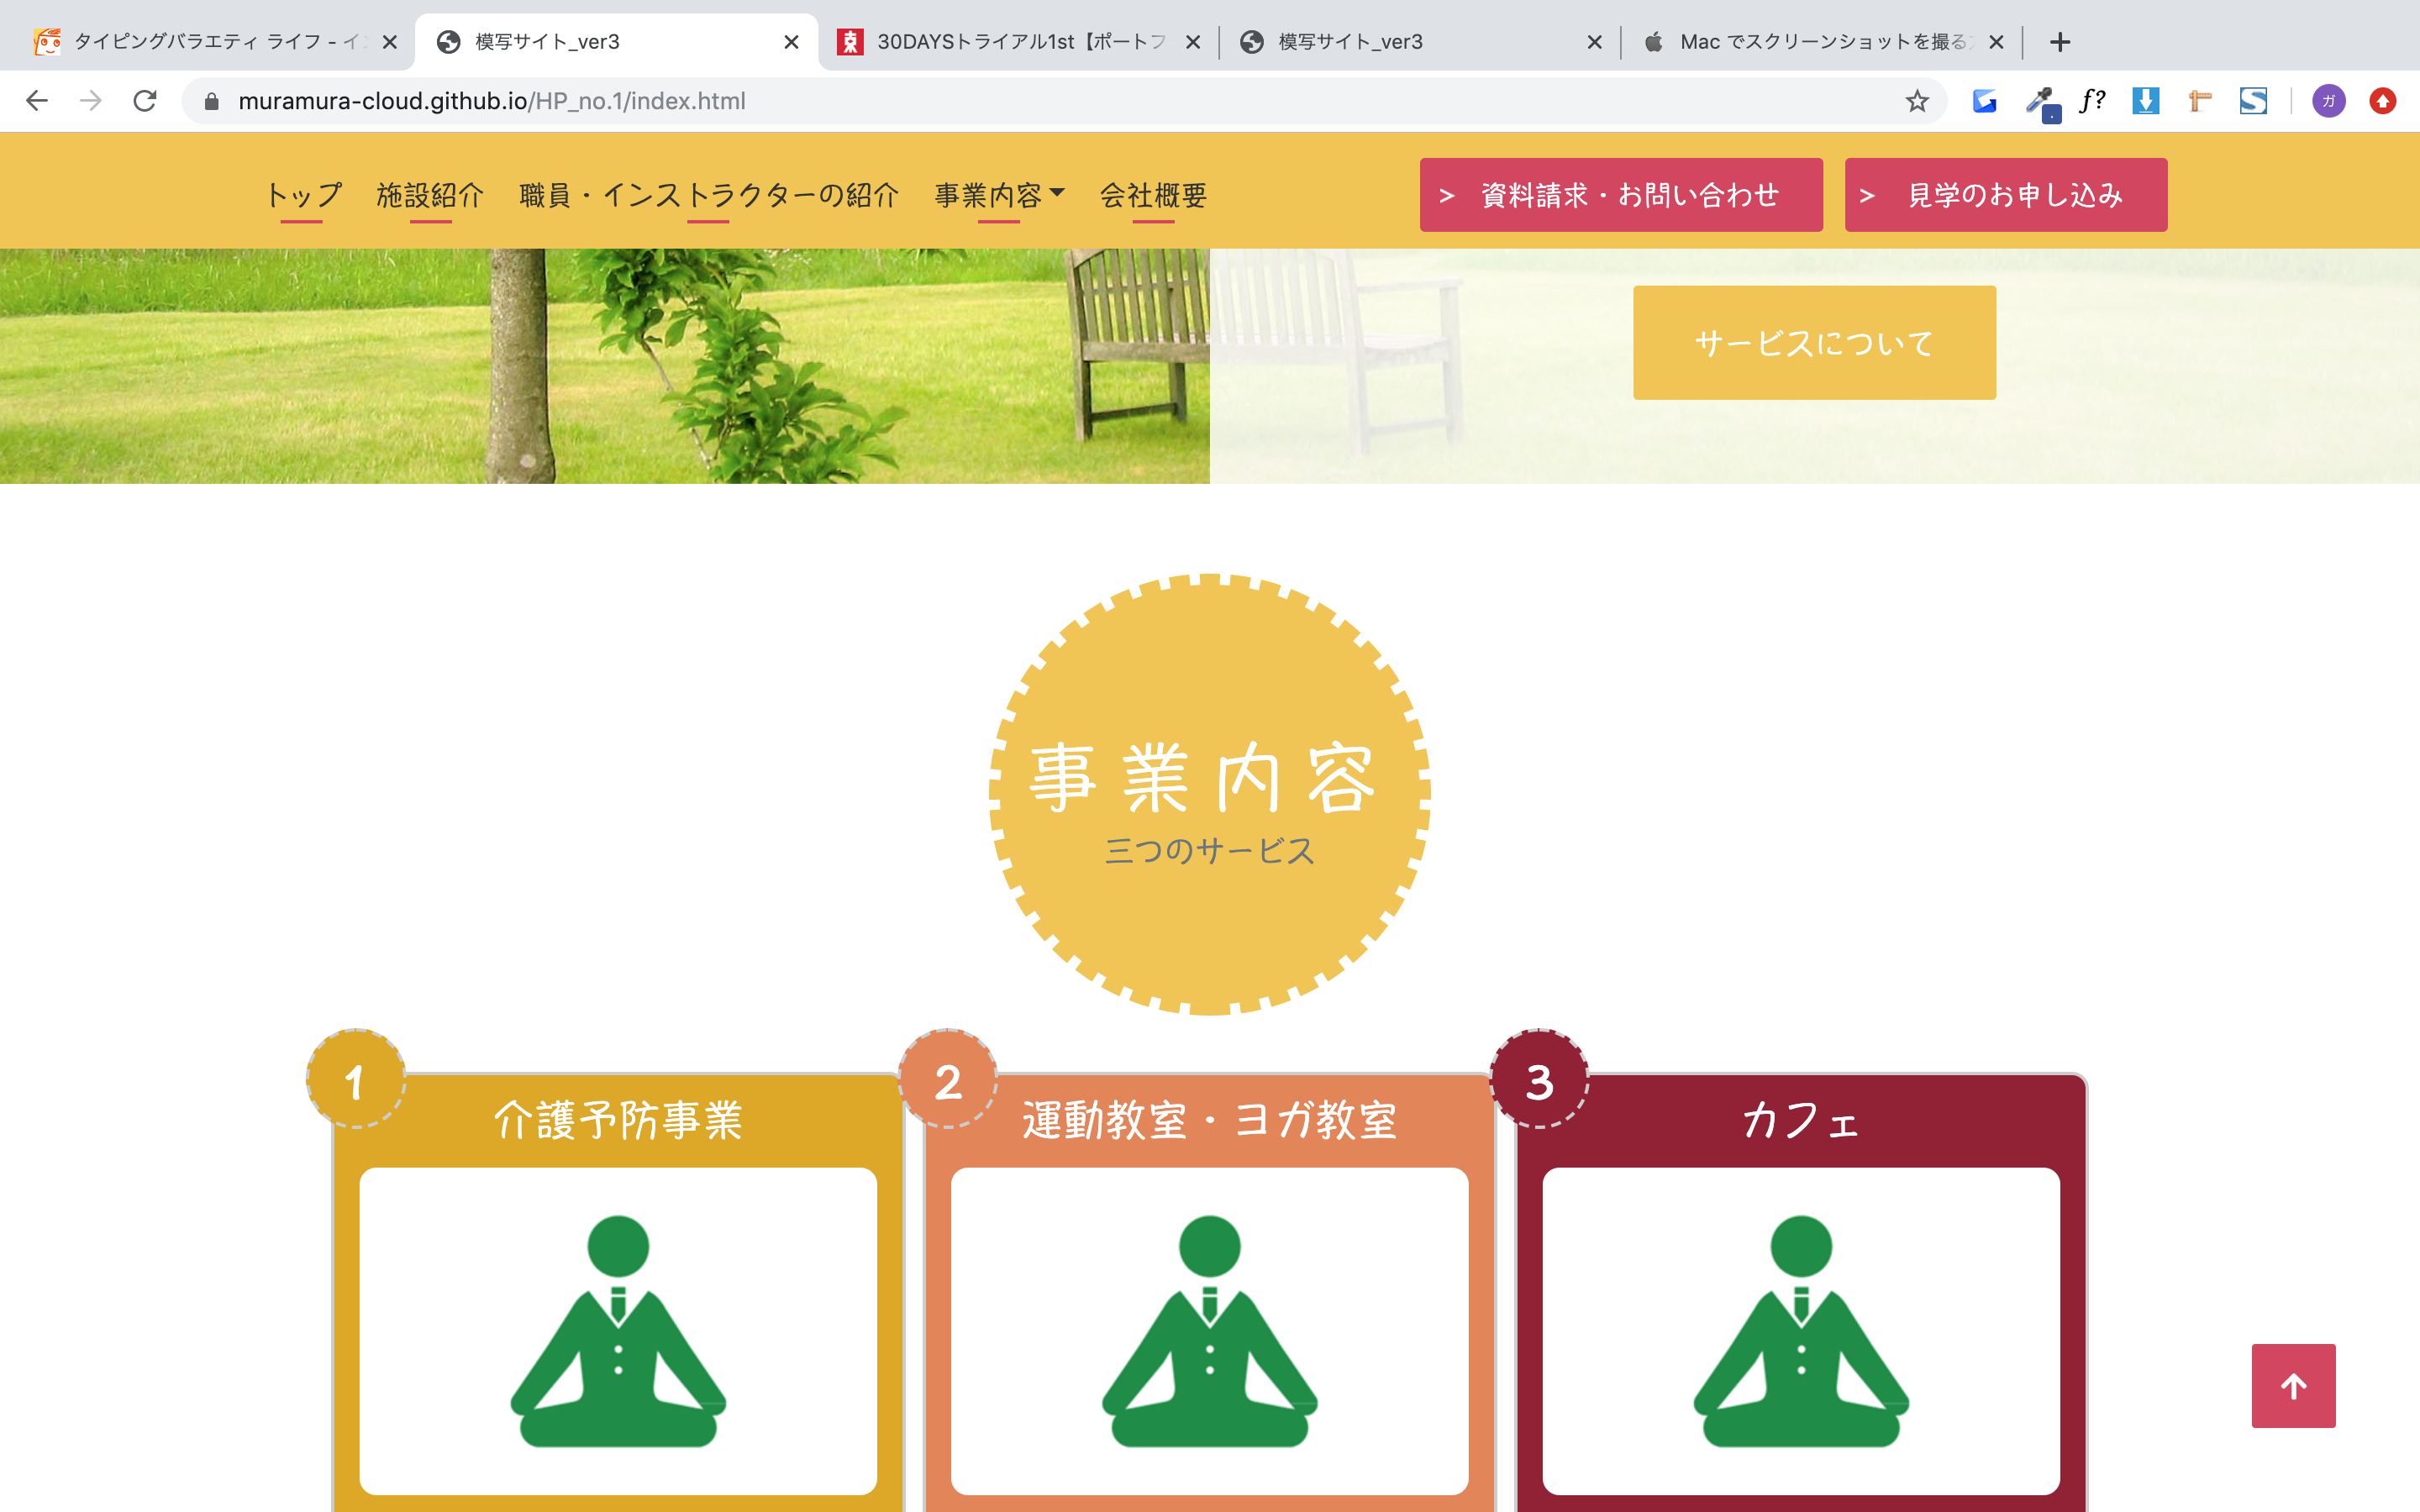 タイピングバラエティ ライフ - イ
模写サイト_ver3
30DAYSトライアル1st【ポートフ
模写サイト_ver3
Mac でスクリーンショットを撮る
muramura-cloud.github.io/HP_no.1/index.html
f?
ガ
トップ 施設紹介 職員・インストラクターの紹介 事業内容 会社概要
> 資料請求・お問い合わせ
> 見学のお申し込み
サービスについて
事業内容
三つのサービス
1
介護予防事業
2
運動教室・ヨガ教室
3
カフェ